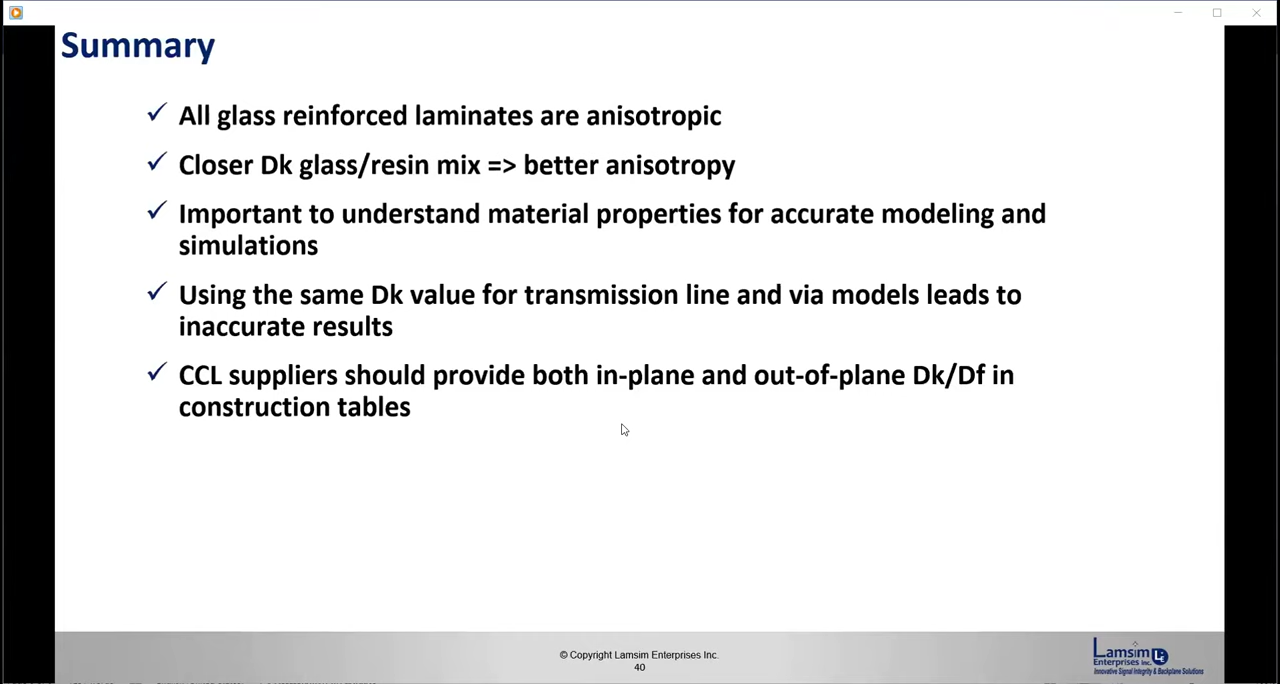 Summary
✓ All glass reinforced laminates are anisotropic
✓ Closer Dk glass/resin mix => better anisotropy
✓ Important to understand material properties for accurate modeling and
simulations
✓ Using the same Dk value for transmission line and via models leads to
inaccurate results
✓ CCL suppliers should provide both in-plane and out-of-plane Dk/Df in
construction tables
© Copyright Lamsim Enterprises Inc.
40
Lamsim
Enterprises Inc.
LE
Innovative Signal Integrity & Backplane Solutions